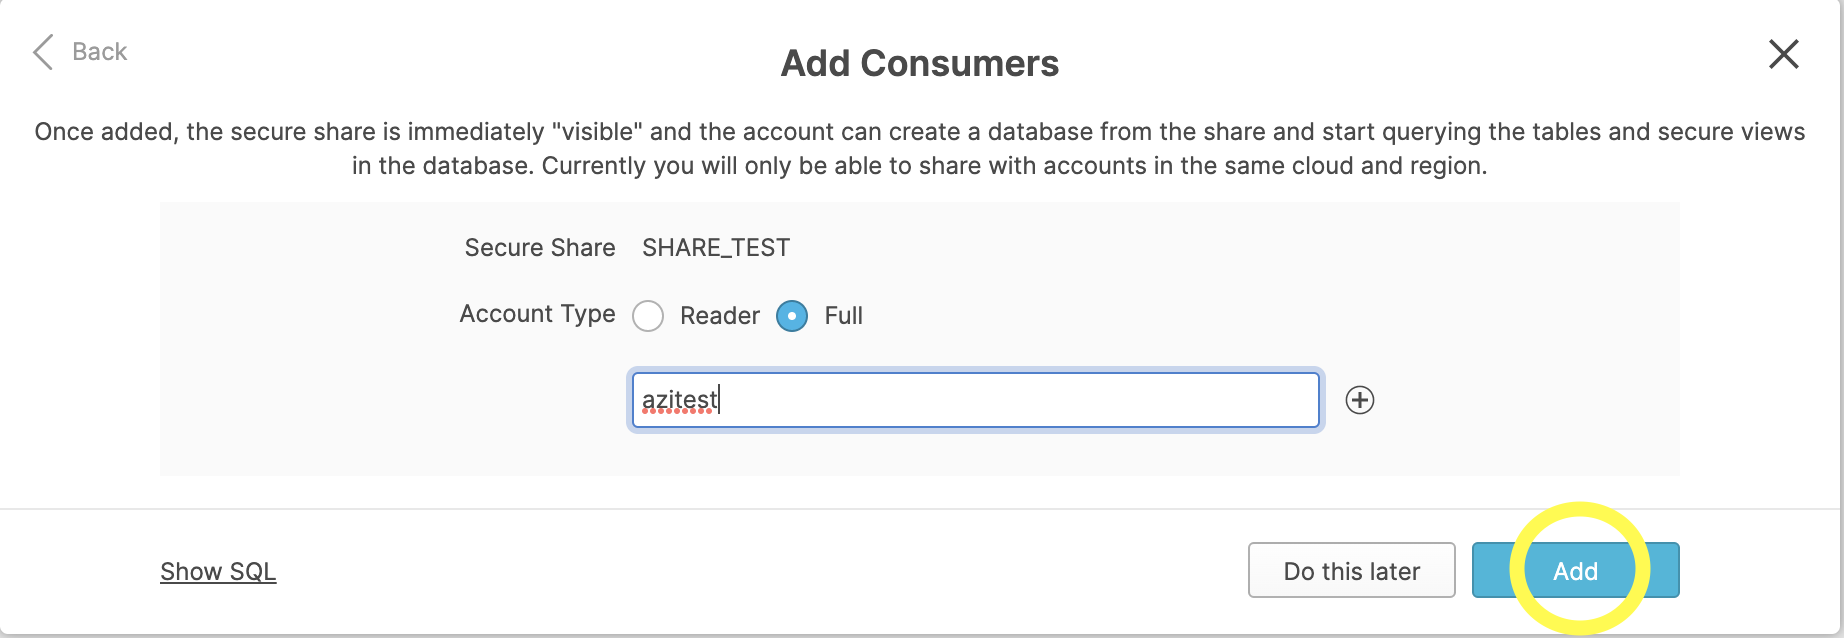 Back
Add Consumers
Once added, the secure share is immediately "visible" and the account can create a database from the share and start querying the tables and secure views
in the database. Currently you will only be able to share with accounts in the same cloud and region.
Secure Share SHARE_TEST
Account Type Reader Full
azitest
Show SQL Do this later Add